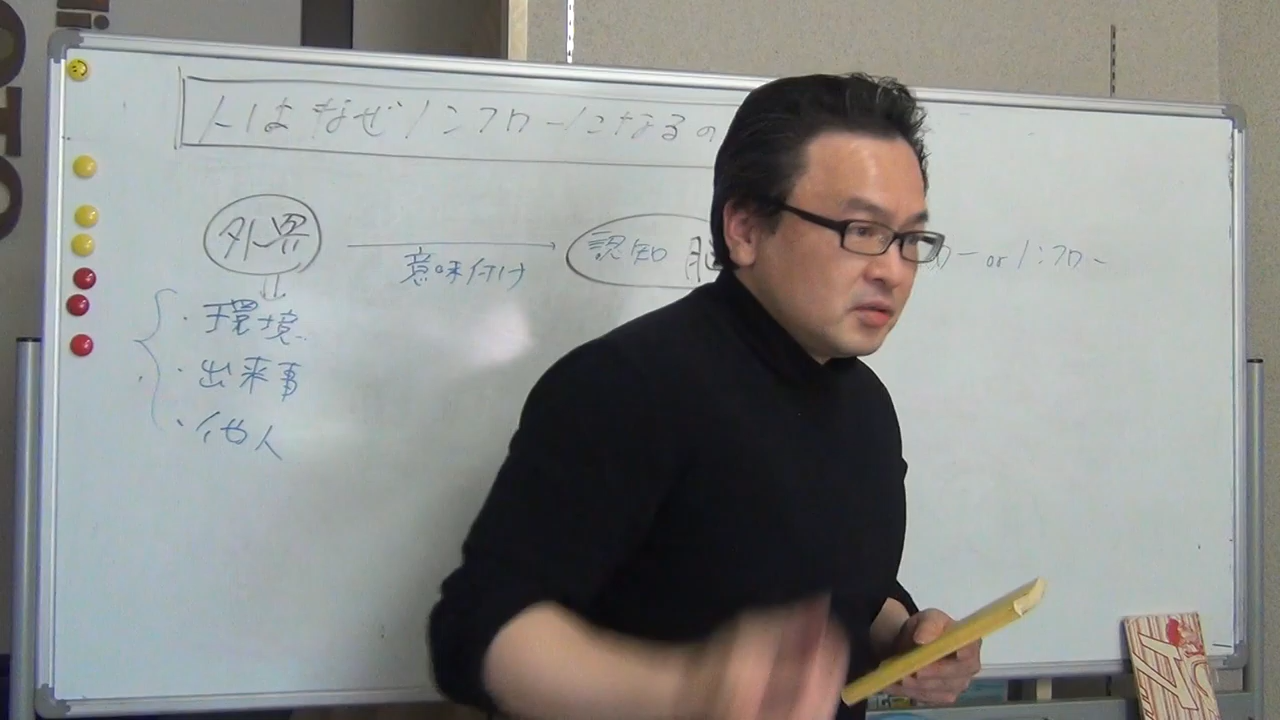 人はなぜノンフローになるの
外界
意味付け
認知 脳
ロー or ノンフロー
・環境
・出来事
・他人